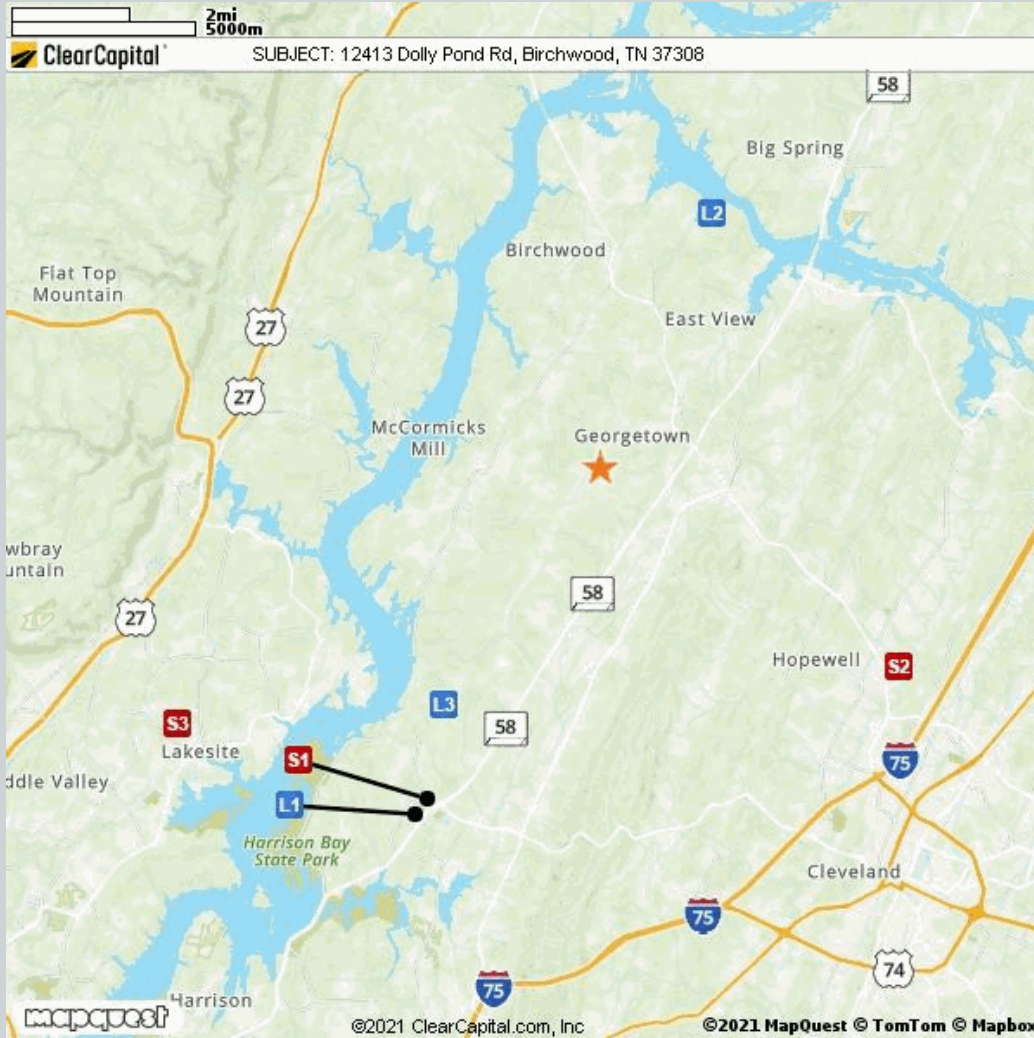 2mi
5000m
ClearCapital
SUBJECT: 12413 Dolly Pond Rd, Birchwood, TN 37308
58
Big Spring
L2
Birchwood
Flat Top
Mountain
East View
27
27
McCormicks
Mill
Georgetown
wbray
untain
58
27
Hopewell
S2
L3
S3
58
Lakesite
S1
75
ddle Valley
L1
Harrison Bay
State Park
Cleveland
75
74
75
Harrison
mapquest
©2021 ClearCapital.com, Inc
©2021 MapQuest © TomTom © Mapbox